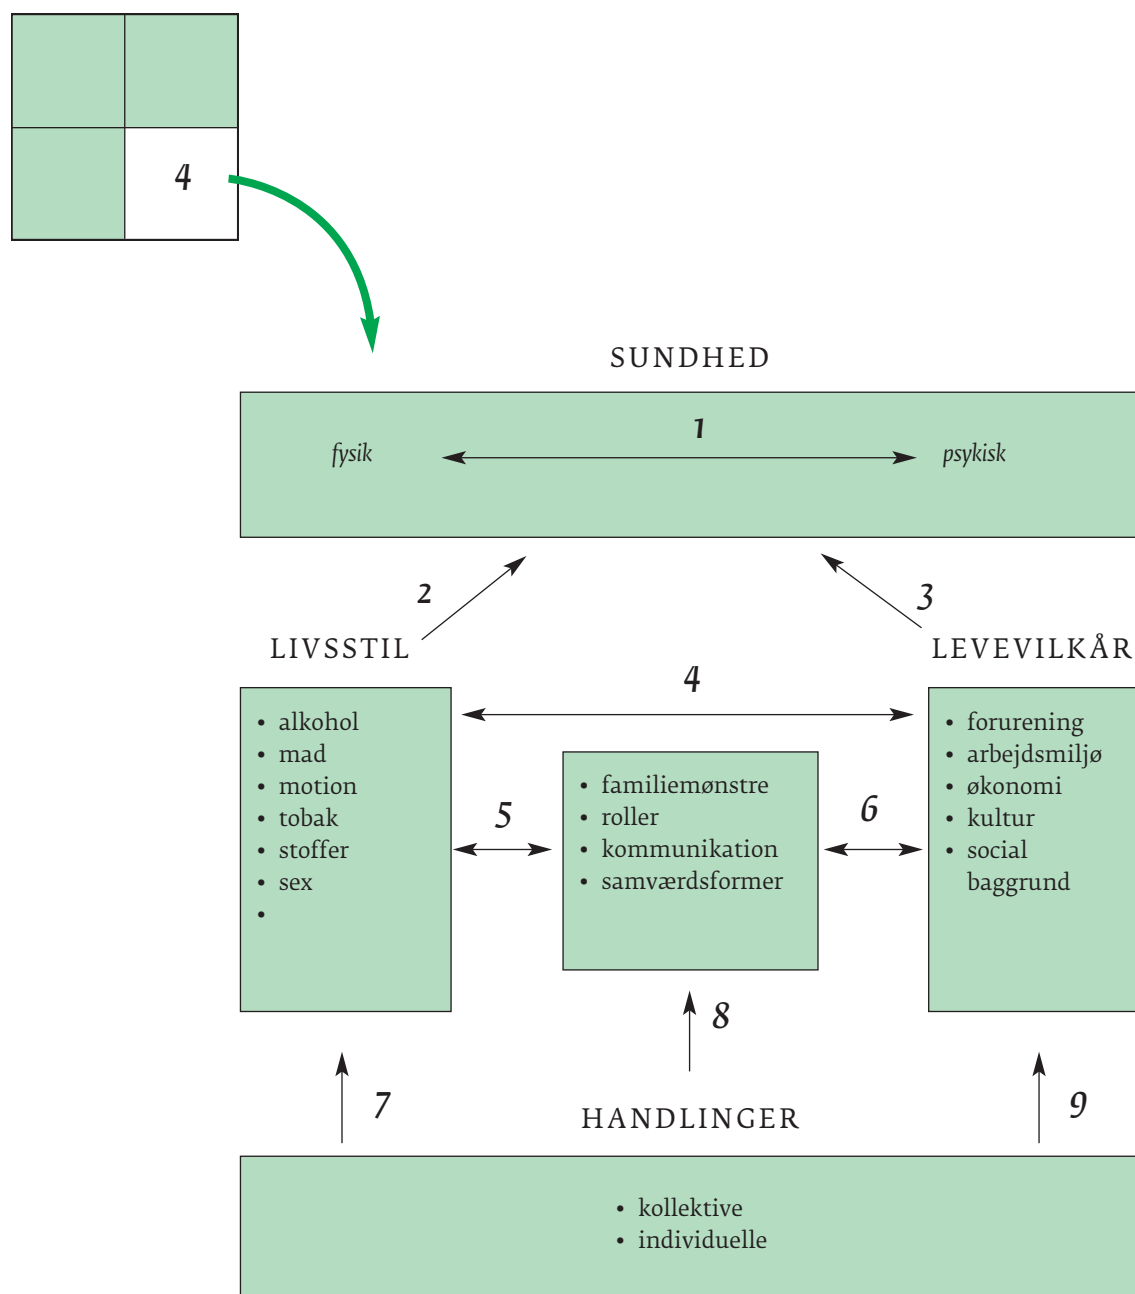 4
SUNDHED
1
fysik
psykisk
2
3
LIVSSTIL
LEVEVILKÅR
4
• alkohol
• mad
• motion
• tobak
• stoffer
• sex
•
5
• familiemønstre
• roller
• kommunikation
• samværdsformer
6
• forurening
• arbejdsmiljø
• økonomi
• kultur
• social
baggrund
8
7
HANDLINGER
9
• kollektive
• individuelle